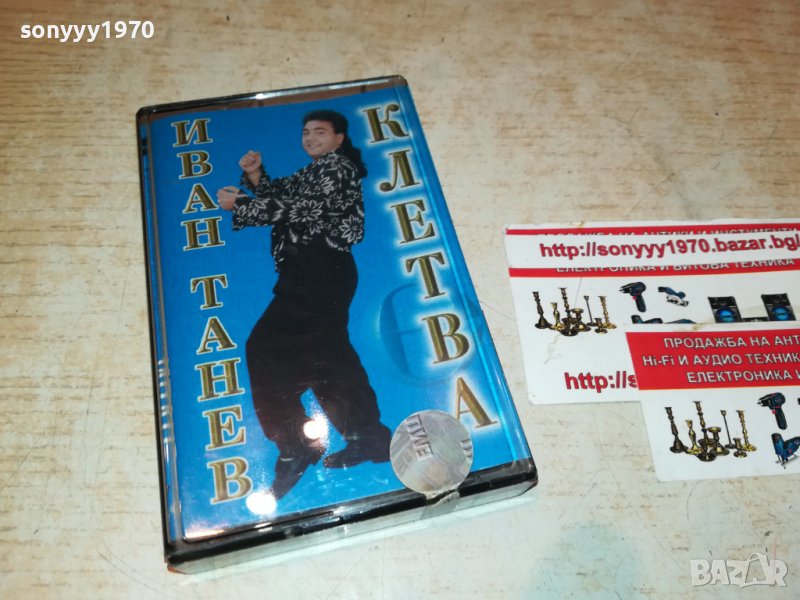 sonyyy1970
ИВАН ТАНЕВ
КЛЕТВА
http://sonyyy1970.bazar.bg/
ЕЛЕКТРОНИКА И БИТОВА ТЕХНИКА
http://s
ПРОДАЖБА НА АНТ
Hi-Fi И АУДИО ТЕХНИК
ЕЛЕКТРОНИКА И
BAZAR